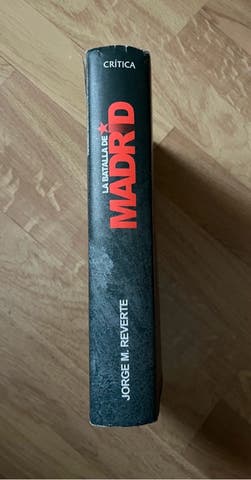 CRÍTICA
LA BATALLA DE
MADRID
JORGE M. REVERTE